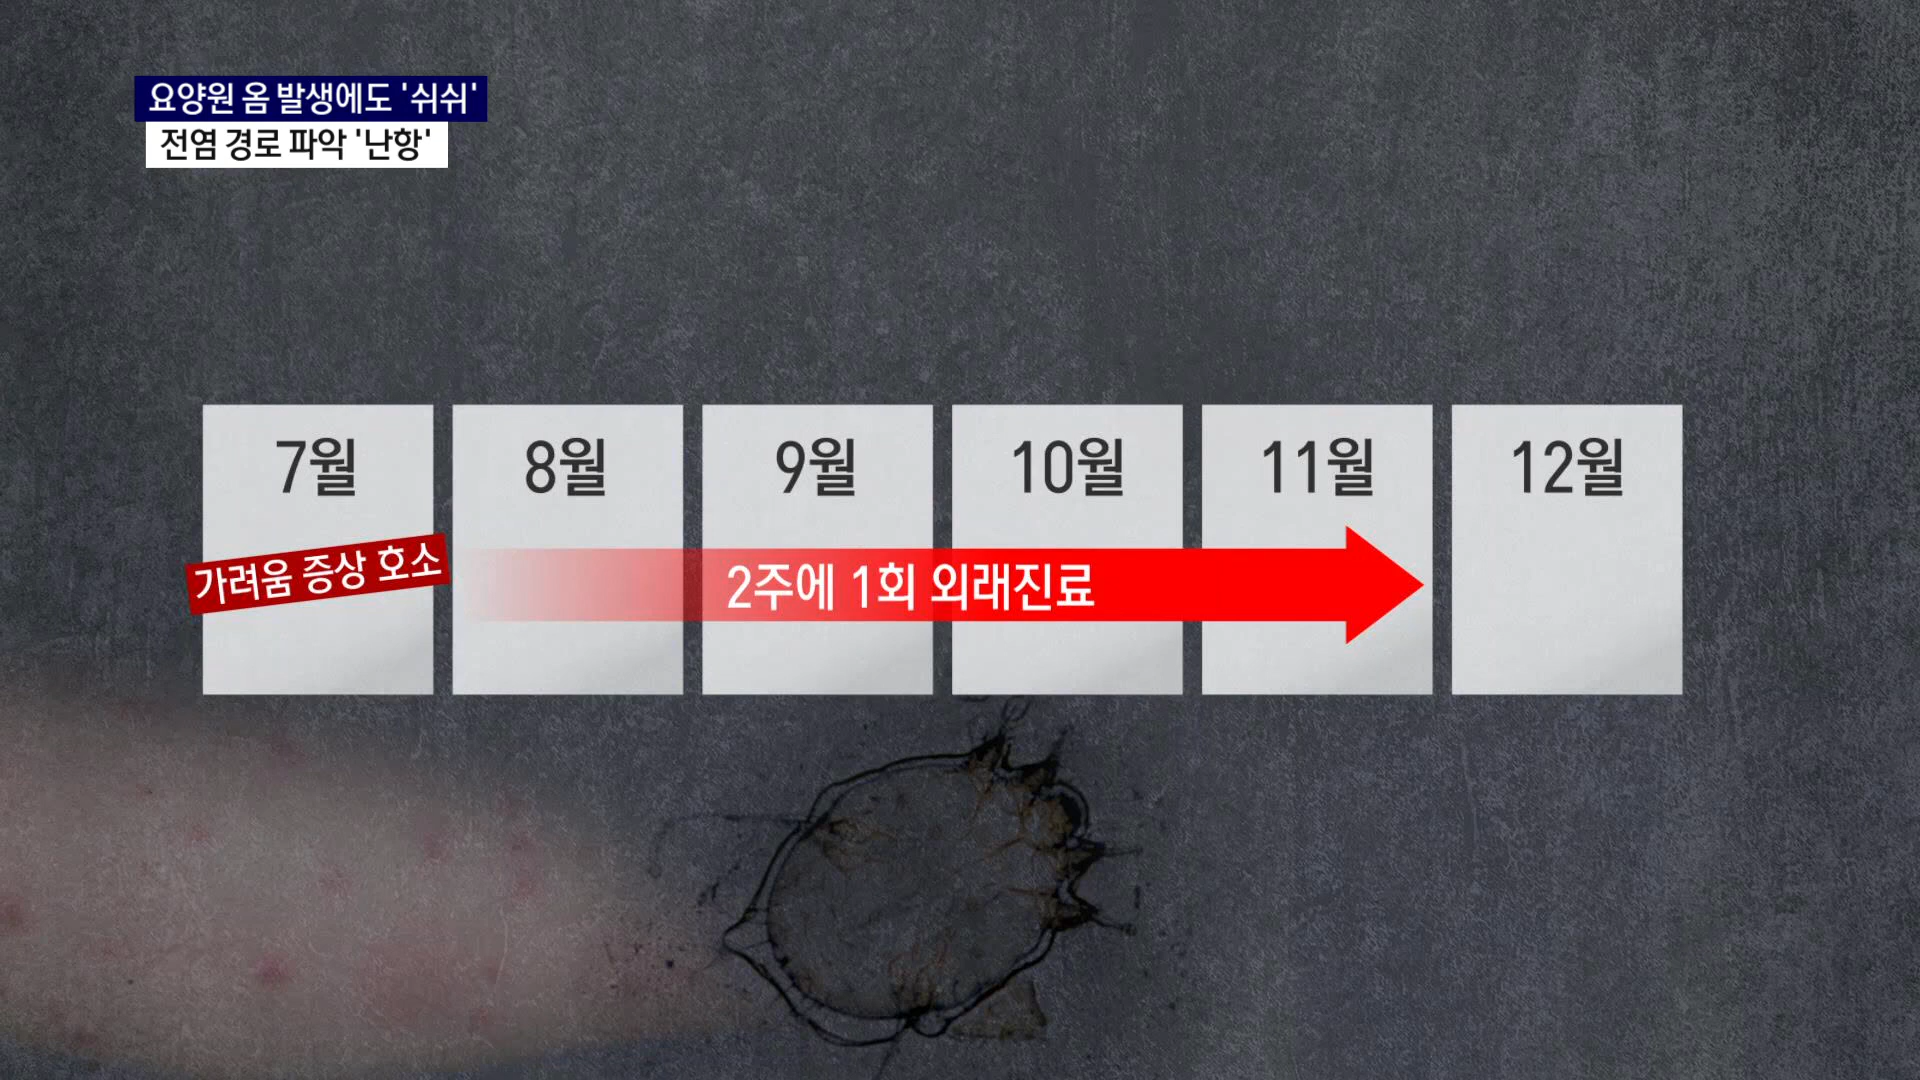 요양원 옴 발생에도 '쉬쉬'
전염 경로 파악 '난항'
7월
8월
9월
10월
11월
12월
가려움 증상 호소
2주에 1회 외래진료